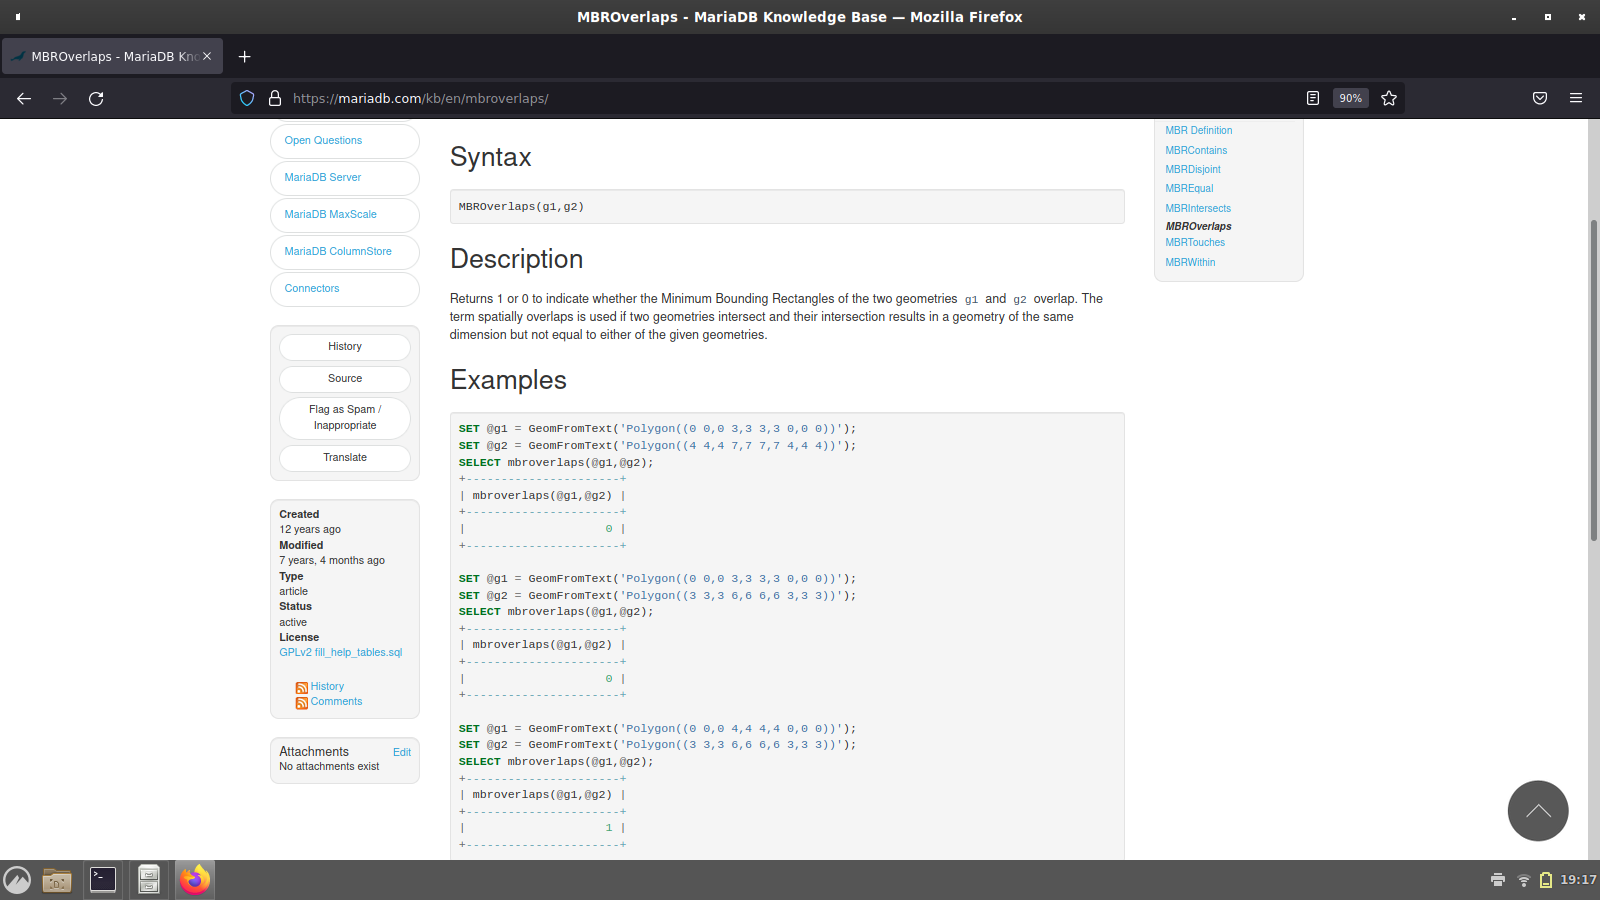 MBROverlaps - MariaDB Knowledge Base — Mozilla Firefox
MBROverlaps - MariaDB Kno
https://mariadb.com/kb/en/mbroverlaps/
90%
Open Questions
MariaDB Server
MariaDB MaxScale
MariaDB ColumnStore
Connectors
History
Source
Flag as Spam /
Inappropriate
Translate
Created
12 years ago
Modified
7 years, 4 months ago
Type
article
Status
active
License
GPLv2 fill_help_tables.sql
History
Comments
Attachments Edit
No attachments exist
Syntax
MBROverlaps(g1,g2)
Description
Returns 1 or 0 to indicate whether the Minimum Bounding Rectangles of the two geometries g1 and g2 overlap. The
term spatially overlaps is used if two geometries intersect and their intersection results in a geometry of the same
dimension but not equal to either of the given geometries.
Examples
SET @g1 = GeomFromText('Polygon((0 0,0 3,3 3,3 0,0 0))');
SET @g2 = GeomFromText('Polygon((4 4,4 7,7 7,7 4,4 4))');
SELECT mbroverlaps(@g1,@g2);
+----------------------+
| mbroverlaps(@g1,@g2) |
+----------------------+
|                    0 |
+----------------------+
SET @g1 = GeomFromText('Polygon((0 0,0 3,3 3,3 0,0 0))');
SET @g2 = GeomFromText('Polygon((3 3,3 6,6 6,6 3,3 3))');
SELECT mbroverlaps(@g1,@g2);
+----------------------+
| mbroverlaps(@g1,@g2) |
+----------------------+
|                    0 |
+----------------------+
SET @g1 = GeomFromText('Polygon((0 0,0 4,4 4,4 0,0 0))');
SET @g2 = GeomFromText('Polygon((3 3,3 6,6 6,6 3,3 3))');
SELECT mbroverlaps(@g1,@g2);
+----------------------+
| mbroverlaps(@g1,@g2) |
+----------------------+
|                    1 |
+----------------------+
MBR Definition
MBRContains
MBRDisjoint
MBREqual
MBRIntersects
MBROverlaps
MBRTouches
MBRWithin
19:17